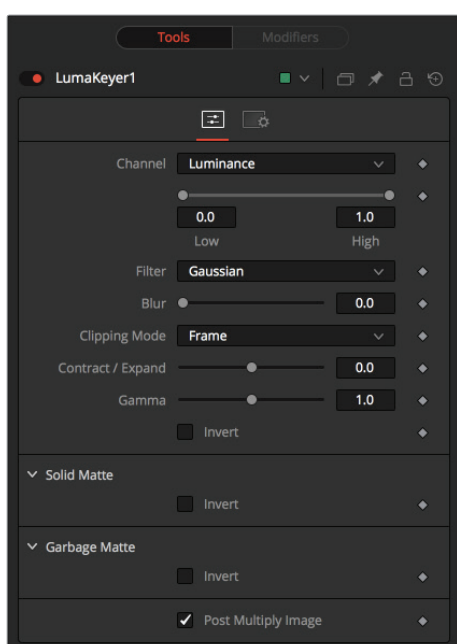 Tools Modifiers
LumaKeyer1
Channel Luminance
0.0 1.0
Low High
Filter Gaussian
Blur 0.0
Clipping Mode Frame
Contract / Expand 0.0
Gamma 1.0
Invert
Solid Matte
Invert
Garbage Matte
Invert
Post Multiply Image